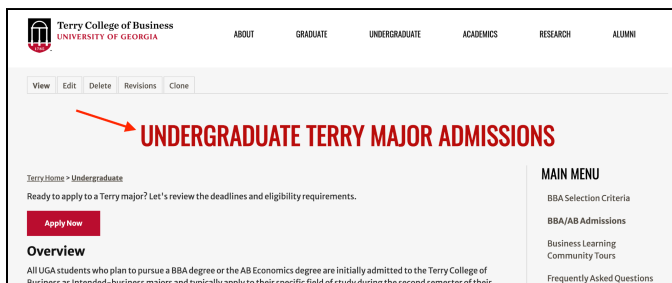 Terry College of Business
UNIVERSITY OF GEORGIA
1785
ABOUT GRADUATE UNDERGRADUATE ACADEMICS RESEARCH ALUMNI
View Edit Delete Revisions Clone
UNDERGRADUATE TERRY MAJOR ADMISSIONS
Terry Home > Undergraduate
Ready to apply to a Terry major? Let's review the deadlines and eligibility requirements.
Apply Now
Overview
All UGA students who plan to pursue a BBA degree or the AB Economics degree are initially admitted to the Terry College of
Business as Intended-business majors and typically apply to their specific field of study during the second semester of their
MAIN MENU
BBA Selection Criteria
BBA/AB Admissions
Business Learning
Community Tours
Frequently Asked Questions